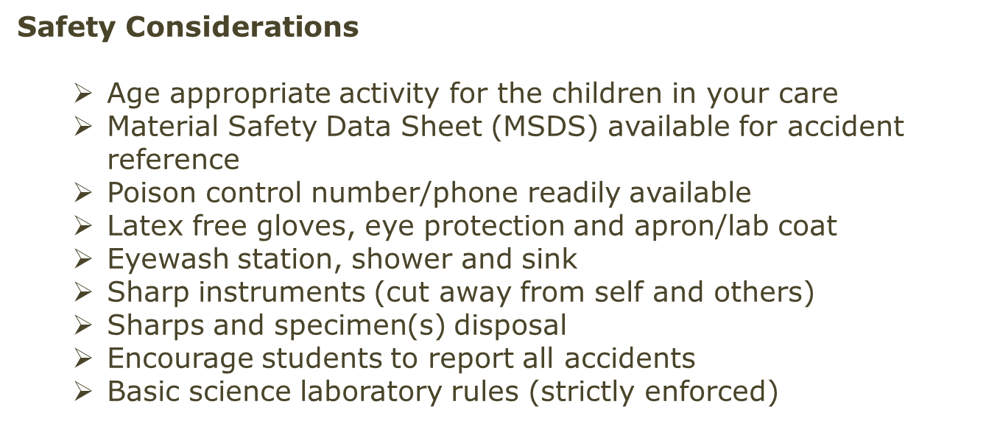 Safety Considerations
➢ Age appropriate activity for the children in your care
➢ Material Safety Data Sheet (MSDS) available for accident
reference
➢ Poison control number/phone readily available
➢ Latex free gloves, eye protection and apron/lab coat
➢ Eyewash station, shower and sink
➢ Sharp instruments (cut away from self and others)
➢ Sharps and specimen(s) disposal
➢ Encourage students to report all accidents
➢ Basic science laboratory rules (strictly enforced)